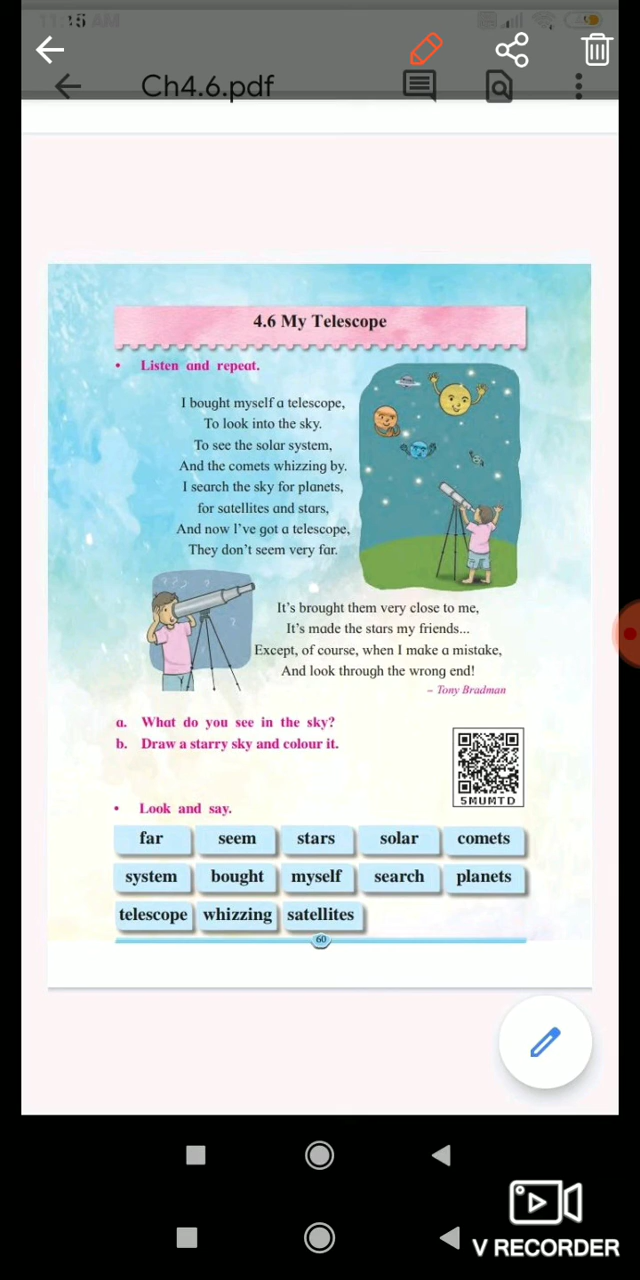 11:15 AM
Ch4.6.pdf
4.6 My Telescope
• Listen and repeat.
I bought myself a telescope,
To look into the sky.
To see the solar system,
And the comets whizzing by.
I search the sky for planets,
for satellites and stars,
And now I've got a telescope,
They don't seem very far.
? ? ?
?
It's brought them very close to me,
It's made the stars my friends...
Except, of course, when I make a mistake,
And look through the wrong end!
– Tony Bradman
a. What do you see in the sky?
b. Draw a starry sky and colour it.
5MUMTD
• Look and say.
far seem stars solar comets
system bought myself search planets
telescope whizzing satellites
60
V RECORDER